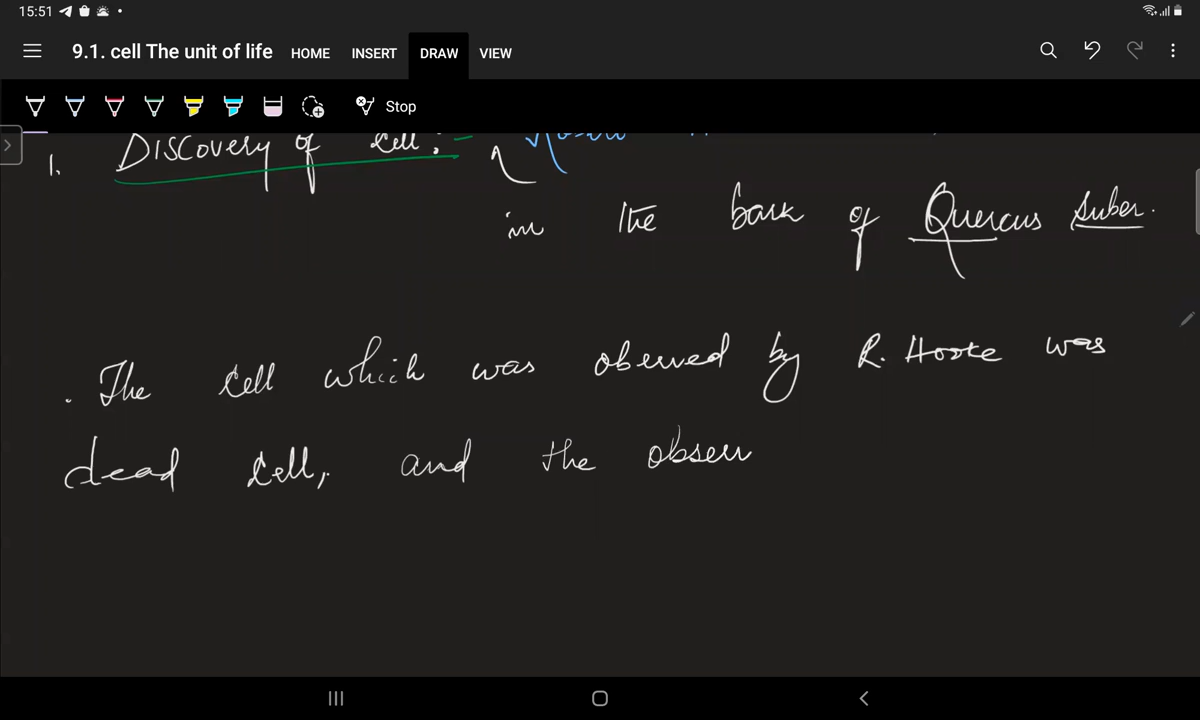 15:51
9.1. cell The unit of life HOME INSERT DRAW VIEW
Stop
1. Discovery of Cell:
in the bark of Quercus Suber.
. The Cell which was oberved by R. Hooke was
dead Cell, and the obser